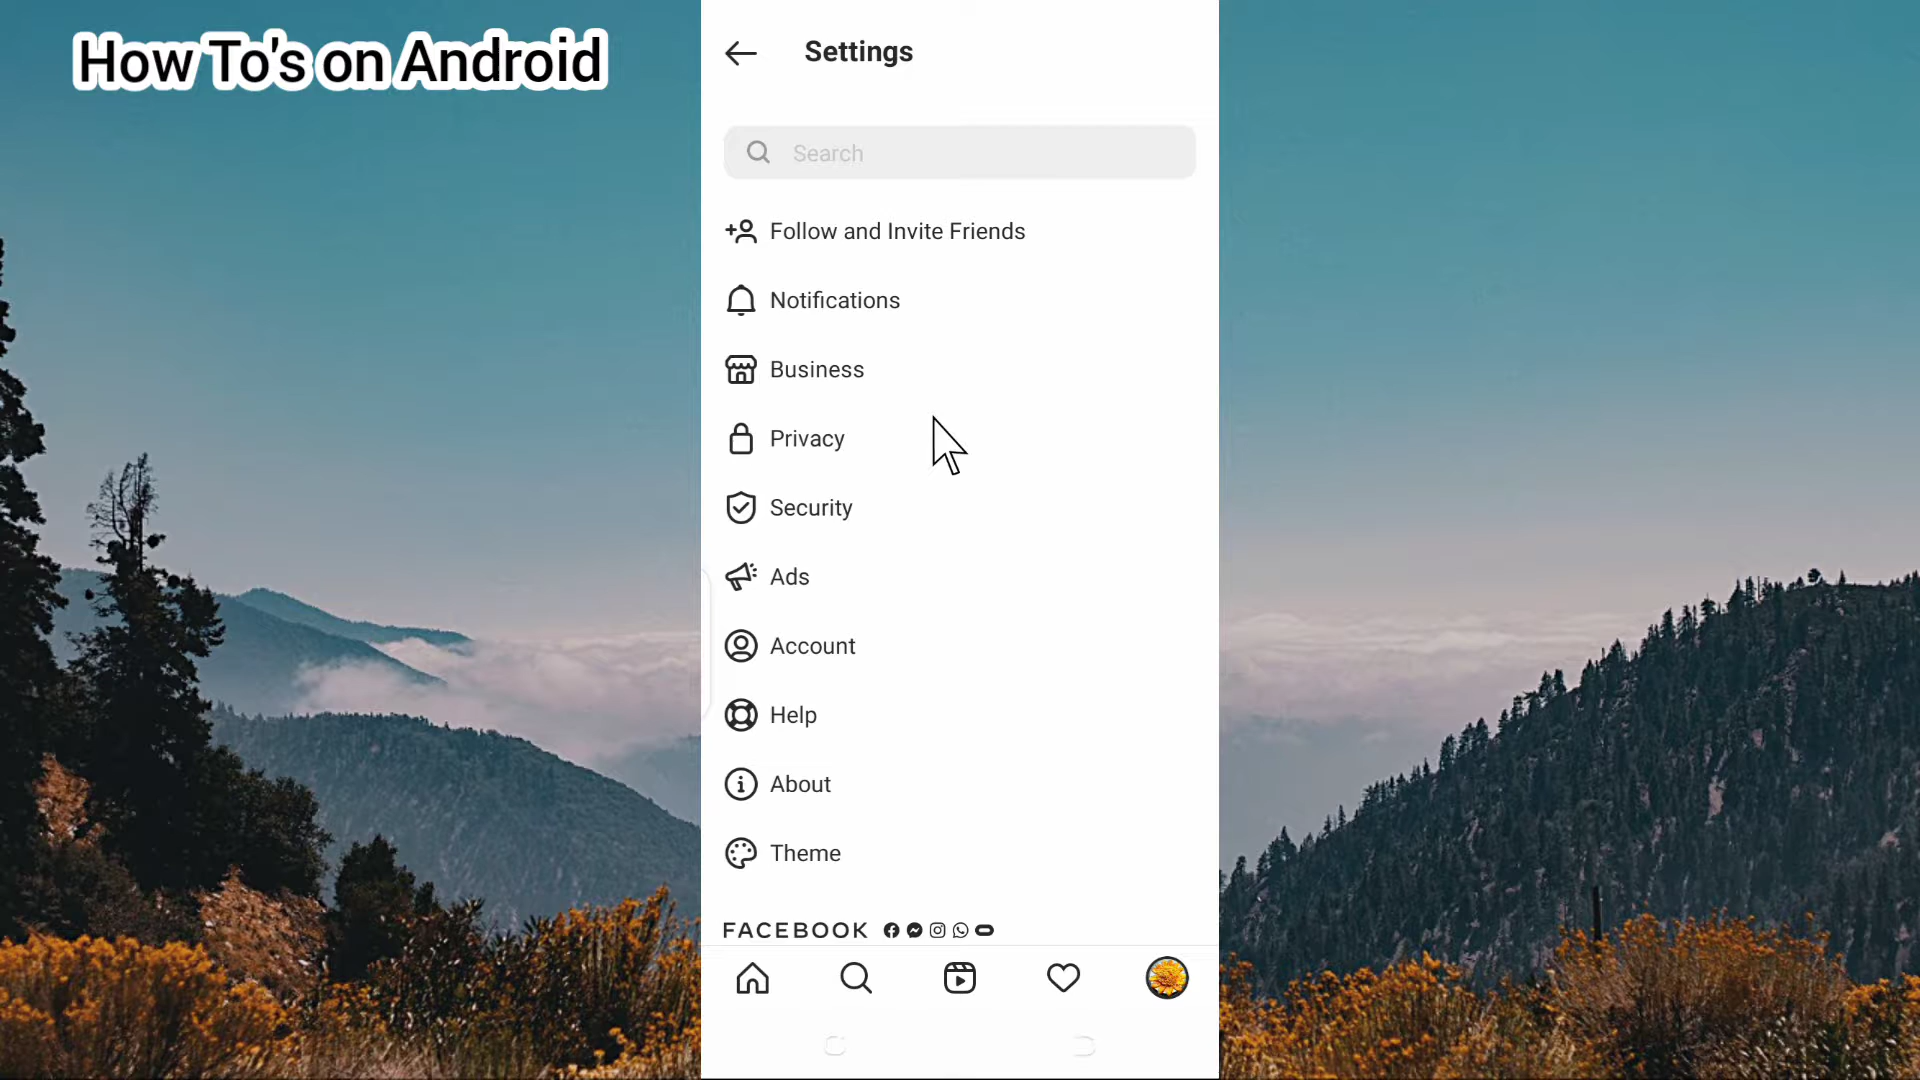 How To's on Android
Settings
Search
Follow and Invite Friends
Notifications
Business
Privacy
Security
Ads
Account
Help
About
Theme
FACEBOOK